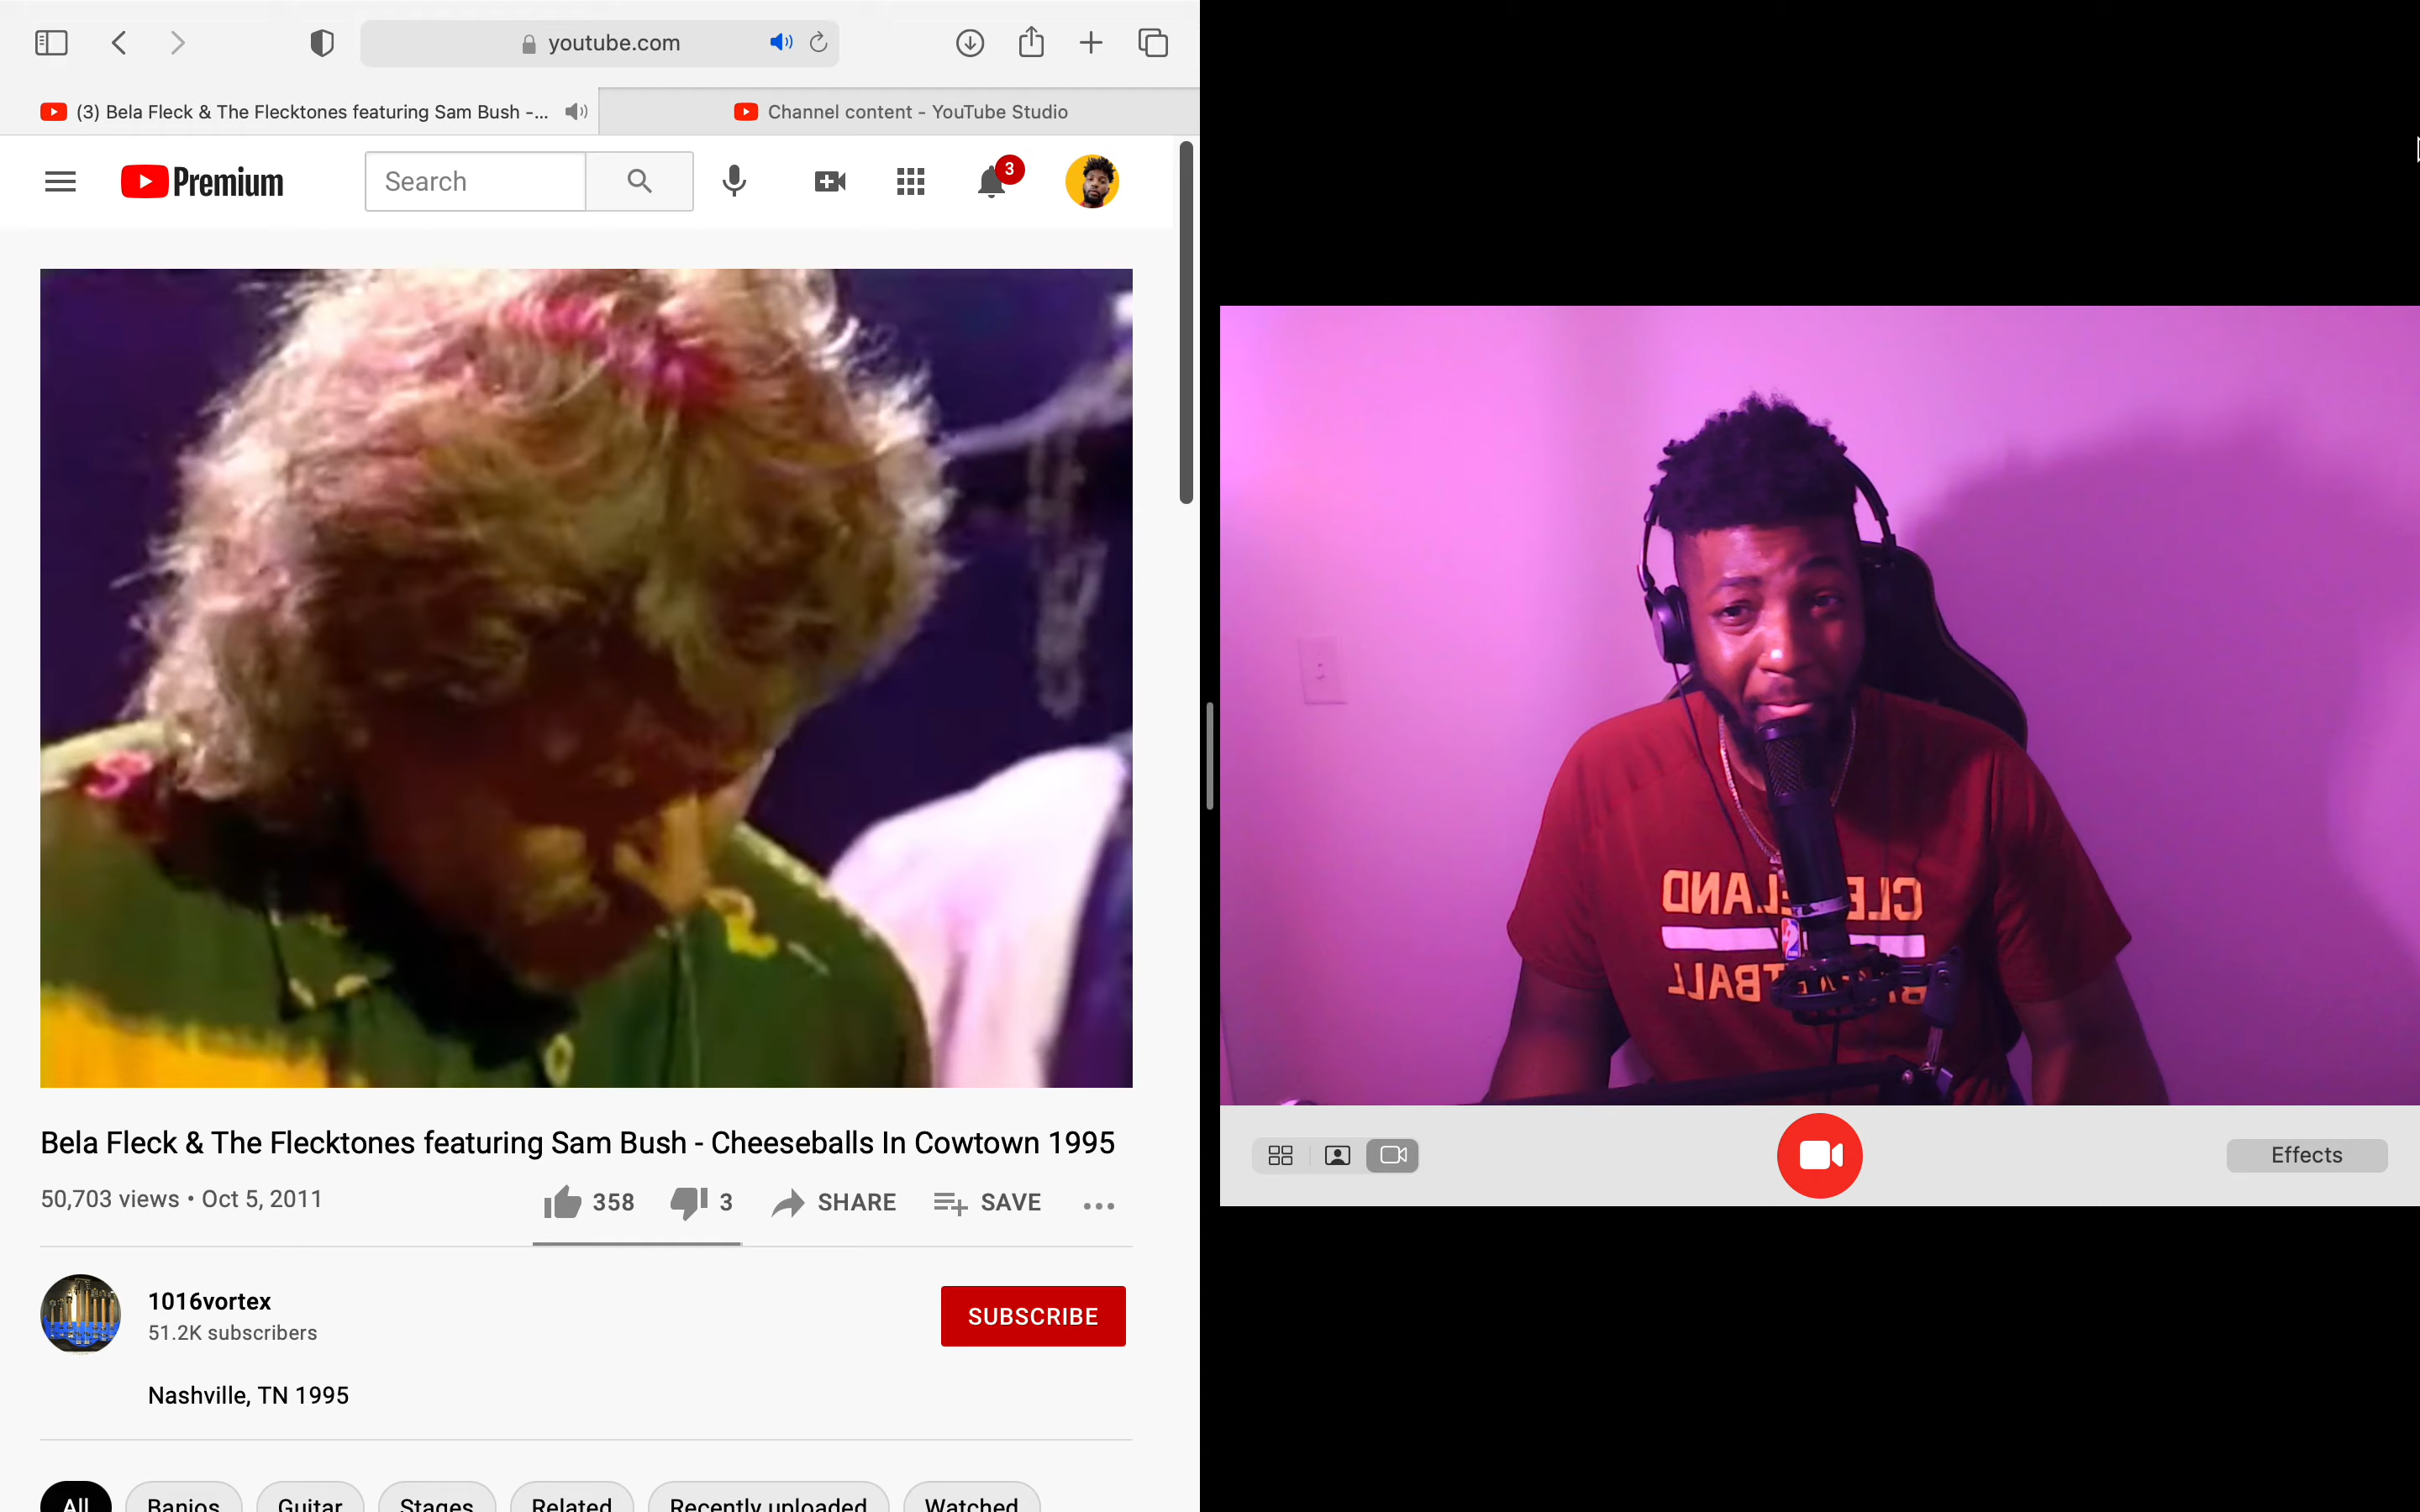 youtube.com
(3) Bela Fleck & The Flecktones featuring Sam Bush -...
Channel content - YouTube Studio
Premium
Search
3
Bela Fleck & The Flecktones featuring Sam Bush - Cheeseballs In Cowtown 1995
50,703 views • Oct 5, 2011
358
3
SHARE
SAVE
1016vortex
51.2K subscribers
SUBSCRIBE
Nashville, TN 1995
All
Banjos
Guitar
Stages
Related
Recently uploaded
Watched
Effects